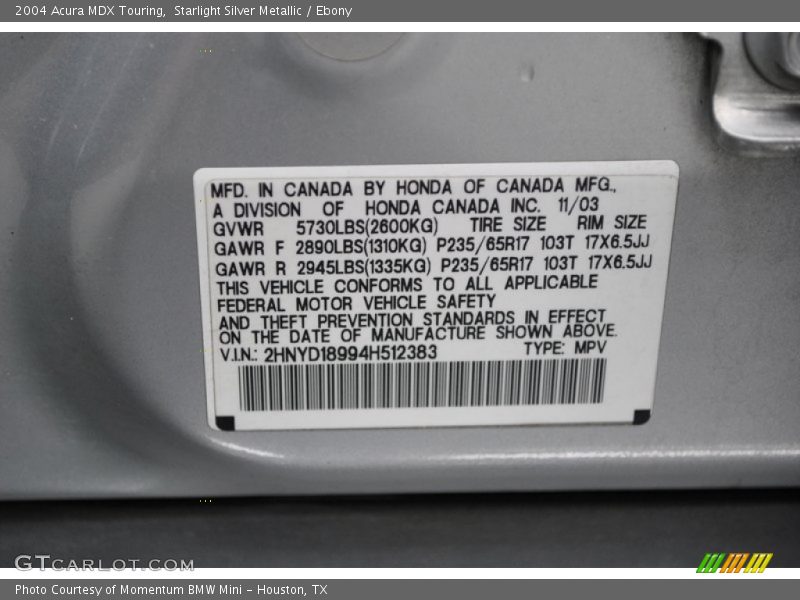 2004 Acura MDX Touring, Starlight Silver Metallic / Ebony
MFD. IN CANADA BY HONDA OF CANADA MFG.,
A DIVISION OF HONDA CANADA INC. 11/03
GVWR 5730LBS(2600KG) TIRE SIZE RIM SIZE
GAWR F 2890LBS(1310KG) P235/65R17 103T 17X6.5JJ
GAWR R 2945LBS(1335KG) P235/65R17 103T 17X6.5JJ
THIS VEHICLE CONFORMS TO ALL APPLICABLE
FEDERAL MOTOR VEHICLE SAFETY
AND THEFT PREVENTION STANDARDS IN EFFECT
ON THE DATE OF MANUFACTURE SHOWN ABOVE.
V.I.N.: 2HNYD18994H512383 TYPE: MPV
GTCARLOT.COM
Photo Courtesy of Momentum BMW Mini - Houston, TX